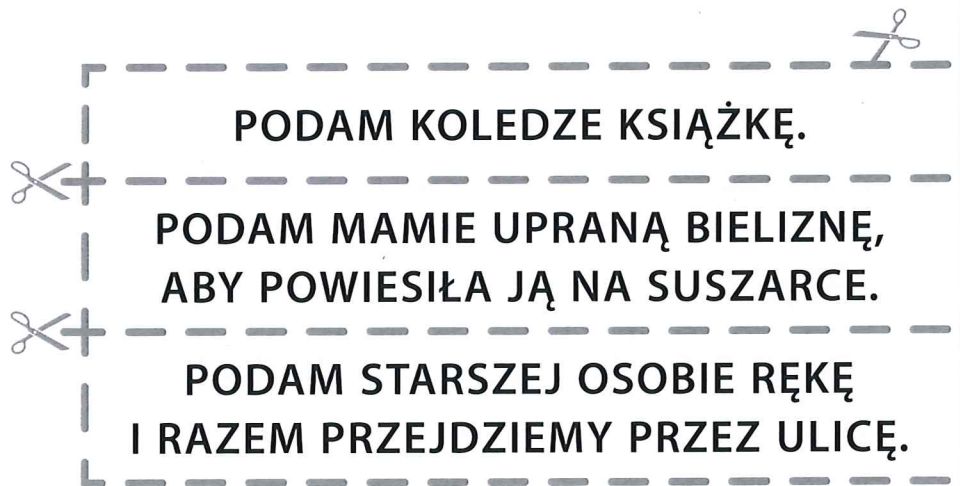 PODAM KOLEDZE KSIĄŻKĘ.
PODAM MAMIE UPRANĄ BIELIZNĘ,
ABY POWIESIŁA JĄ NA SUSZARCE.
PODAM STARSZEJ OSOBIE RĘKĘ
I RAZEM PRZEJDZIEMY PRZEZ ULICĘ.